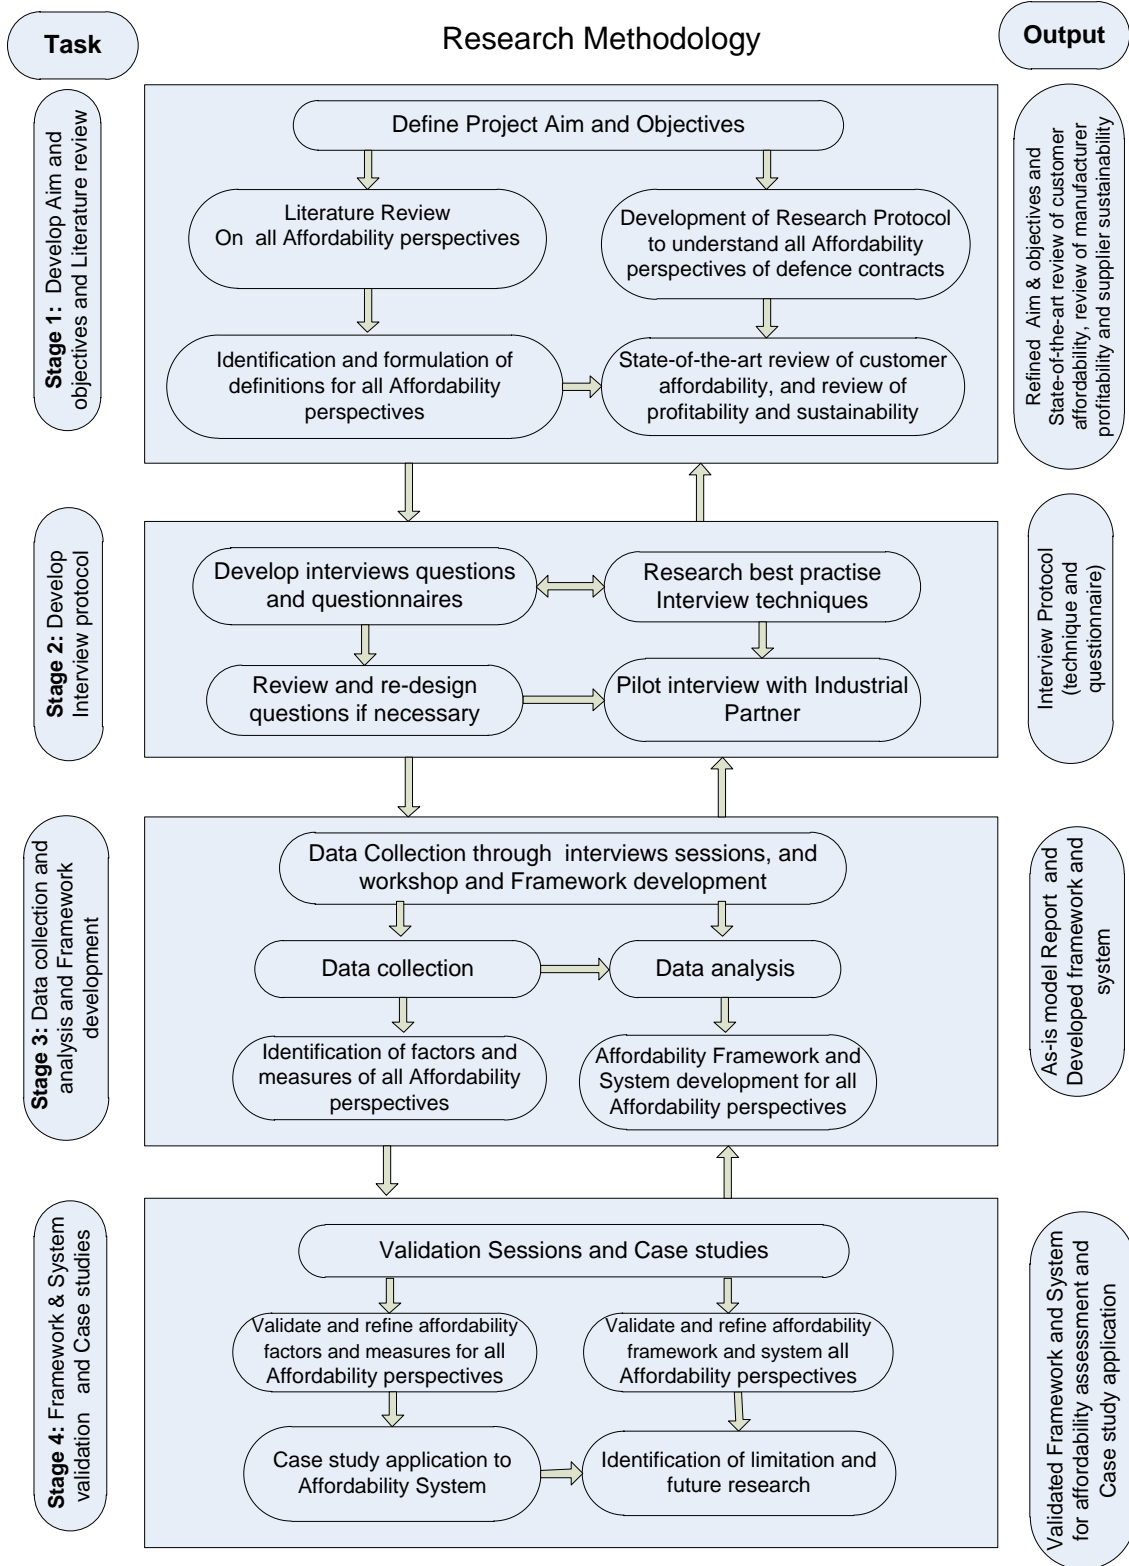 Task
Research Methodology
Output
Stage 1: Develop Aim and
objectives and Literature review
Define Project Aim and Objectives
Literature Review
On all Affordability perspectives
Development of Research Protocol
to understand all Affordability
perspectives of defence contracts
Identification and formulation of
definitions for all Affordability
perspectives
State-of-the-art review of customer
affordability, and review of
profitability and sustainability
Refined Aim & objectives and
State-of-the-art review of customer
affordability, review of manufacturer
profitability and supplier sustainability
Stage 2: Develop
Interview protocol
Develop interviews questions
and questionnaires
Research best practise
Interview techniques
Review and re-design
questions if necessary
Pilot interview with Industrial
Partner
Interview Protocol
(technique and
questionnaire)
Stage 3: Data collection and
analysis and Framework
development
Data Collection through interviews sessions, and
workshop and Framework development
Data collection
Data analysis
Identification of factors and
measures of all Affordability
perspectives
Affordability Framework and
System development for all
Affordability perspectives
As-is model Report and
Developed framework and
system
Stage 4: Framework & System
validation and Case studies
Validation Sessions and Case studies
Validate and refine affordability
factors and measures for all
Affordability perspectives
Validate and refine affordability
framework and system all
Affordability perspectives
Case study application to
Affordability System
Identification of limitation and
future research
Validated Framework and System
for affordability assessment and
Case study application